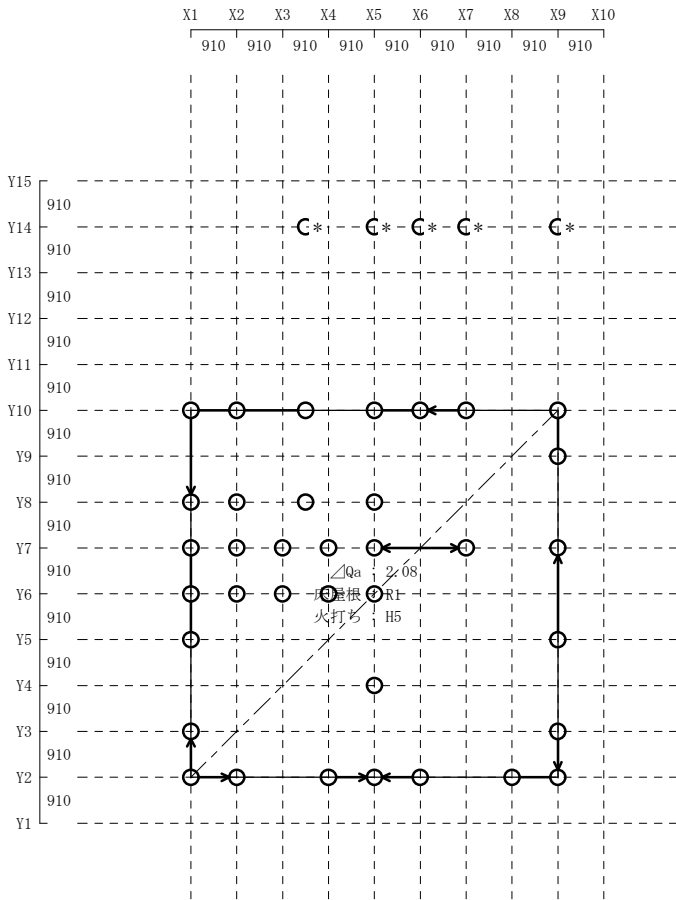 X1 X2 X3 X4 X5 X6 X7 X8 X9 X10
910 910 910 910 910 910 910 910 910
Y15
910
Y14 * * * * *
910
Y13
910
Y12
910
Y11
910
Y10
910
Y9
910
Y8
910
Y7
910 ⊿Qa : 2.08
Y6 床屋根 : R1
910 火打ち : H5
Y5
910
Y4
910
Y3
910
Y2
910
Y1